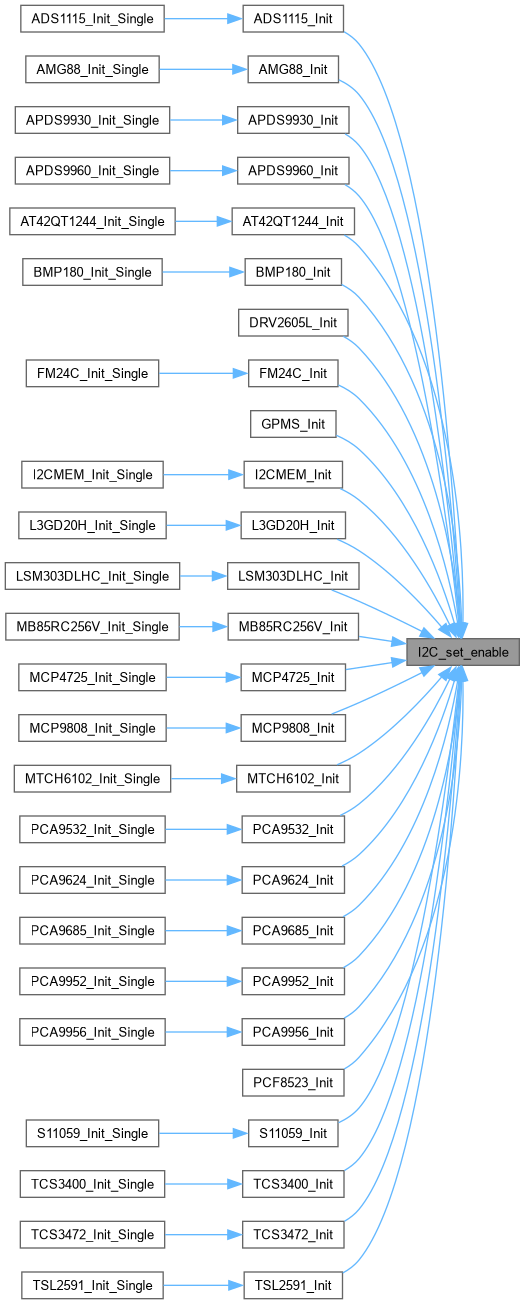 ADS1115_Init_Single
ADS1115_Init
AMG88_Init_Single
AMG88_Init
APDS9930_Init_Single
APDS9930_Init
APDS9960_Init_Single
APDS9960_Init
AT42QT1244_Init_Single
AT42QT1244_Init
BMP180_Init_Single
BMP180_Init
DRV2605L_Init
FM24C_Init_Single
FM24C_Init
GPMS_Init
I2CMEM_Init_Single
I2CMEM_Init
L3GD20H_Init_Single
L3GD20H_Init
LSM303DLHC_Init_Single
LSM303DLHC_Init
MB85RC256V_Init_Single
MB85RC256V_Init
I2C_set_enable
MCP4725_Init_Single
MCP4725_Init
MCP9808_Init_Single
MCP9808_Init
MTCH6102_Init_Single
MTCH6102_Init
PCA9532_Init_Single
PCA9532_Init
PCA9624_Init_Single
PCA9624_Init
PCA9685_Init_Single
PCA9685_Init
PCA9952_Init_Single
PCA9952_Init
PCA9956_Init_Single
PCA9956_Init
PCF8523_Init
S11059_Init_Single
S11059_Init
TCS3400_Init_Single
TCS3400_Init
TCS3472_Init_Single
TCS3472_Init
TSL2591_Init_Single
TSL2591_Init